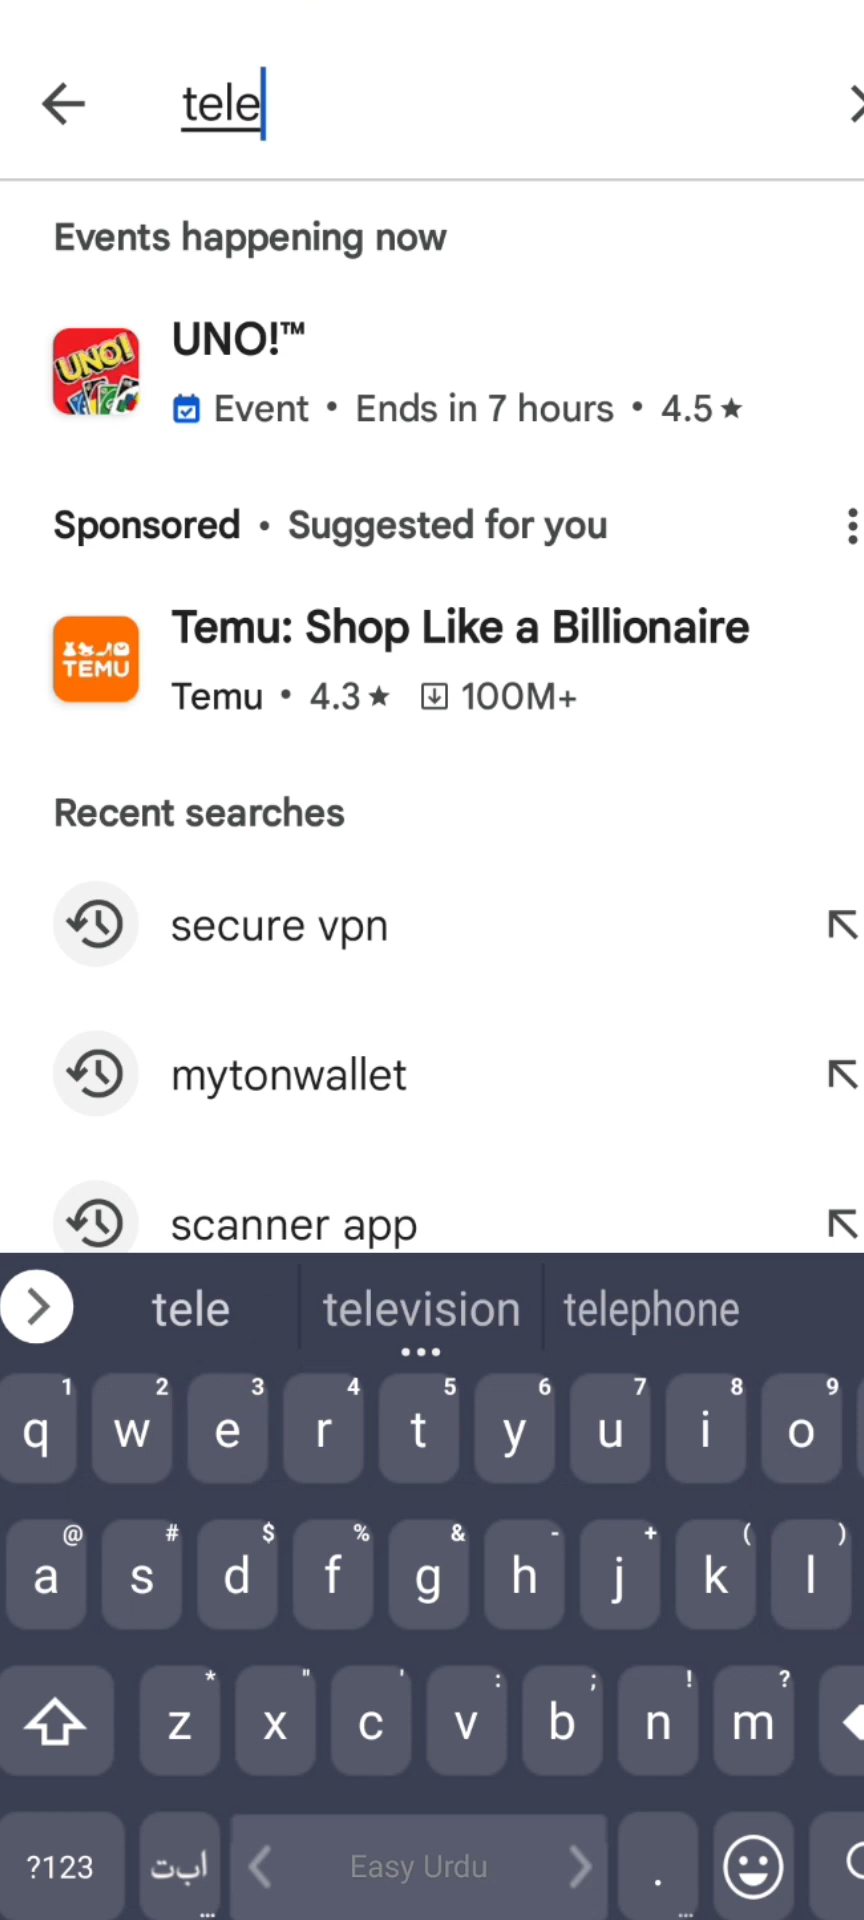 tele
Events happening now
UNO!™
Event • Ends in 7 hours • 4.5★
Sponsored • Suggested for you
Temu: Shop Like a Billionaire
TEMU
Temu • 4.3★ 100M+
Recent searches
secure vpn
mytonwallet
scanner app
tele television telephone
1 2 3 4 5 6 7 8 9
q w e r t y u i o
@ # $ % & - + ( )
a s d f g h j k l
* " ' : ; ! ?
z x c v b n m
?123 اب‌ت Easy Urdu .